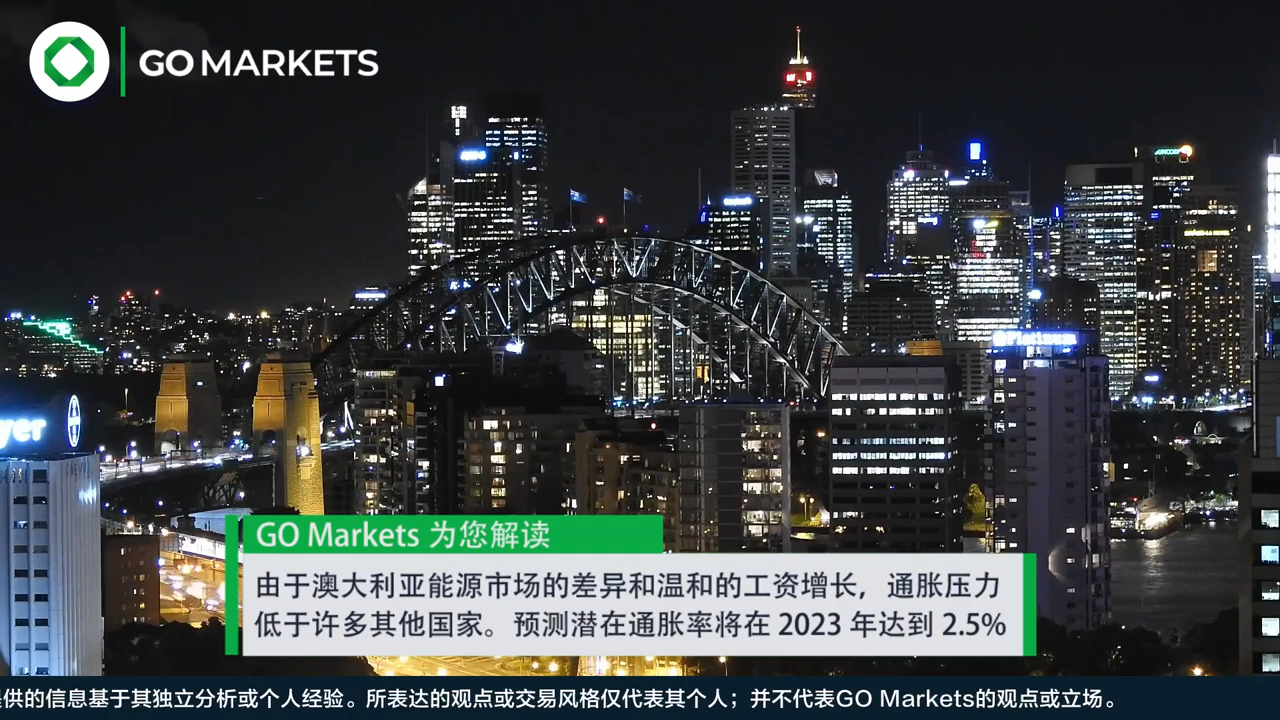 GO MARKETS
yer
Platinum
GO Markets 为您解读
由于澳大利亚能源市场的差异和温和的工资增长，通胀压力
低于许多其他国家。预测潜在通胀率将在 2023 年达到 2.5%
供的信息基于其独立分析或个人经验。所表达的观点或交易风格仅代表其个人；并不代表GO Markets的观点或立场。